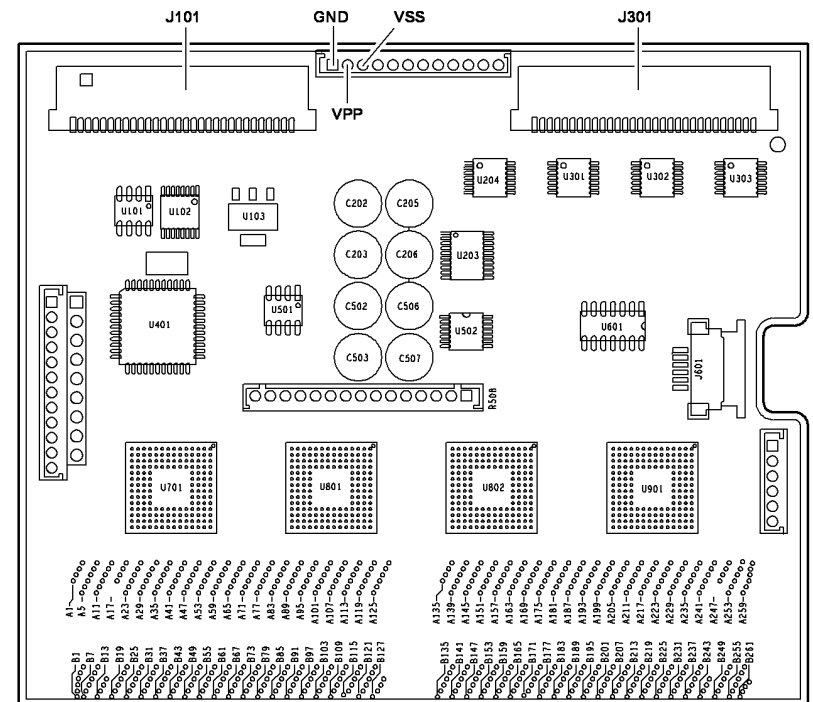 J101 GND VSS J301
VPP
U101 U102 U103 C202 C205 U204 U301 U302 U303
C203 C206 U203
U401 U501 C502 C506 U502 U601
C503 C507 J601
R508
U701 U801 U802 U901
A1 A5 A11 A17 A23 A29 A35 A41 A47 A53 A59 A65 A71 A77 A83 A89 A95 A101 A107 A113 A119 A125 A135 A139 A145 A151 A157 A163 A169 A175 A181 A187 A193 A199 A205 A211 A217 A223 A229 A235 A241 A247 A253 A259
B1 B7 B13 B19 B25 B31 B37 B43 B49 B55 B61 B67 B73 B79 B85 B91 B97 B103 B109 B115 B121 B127 B135 B141 B147 B153 B159 B165 B171 B177 B183 B189 B195 B201 B207 B213 B219 B225 B231 B237 B243 B249 B255 B261